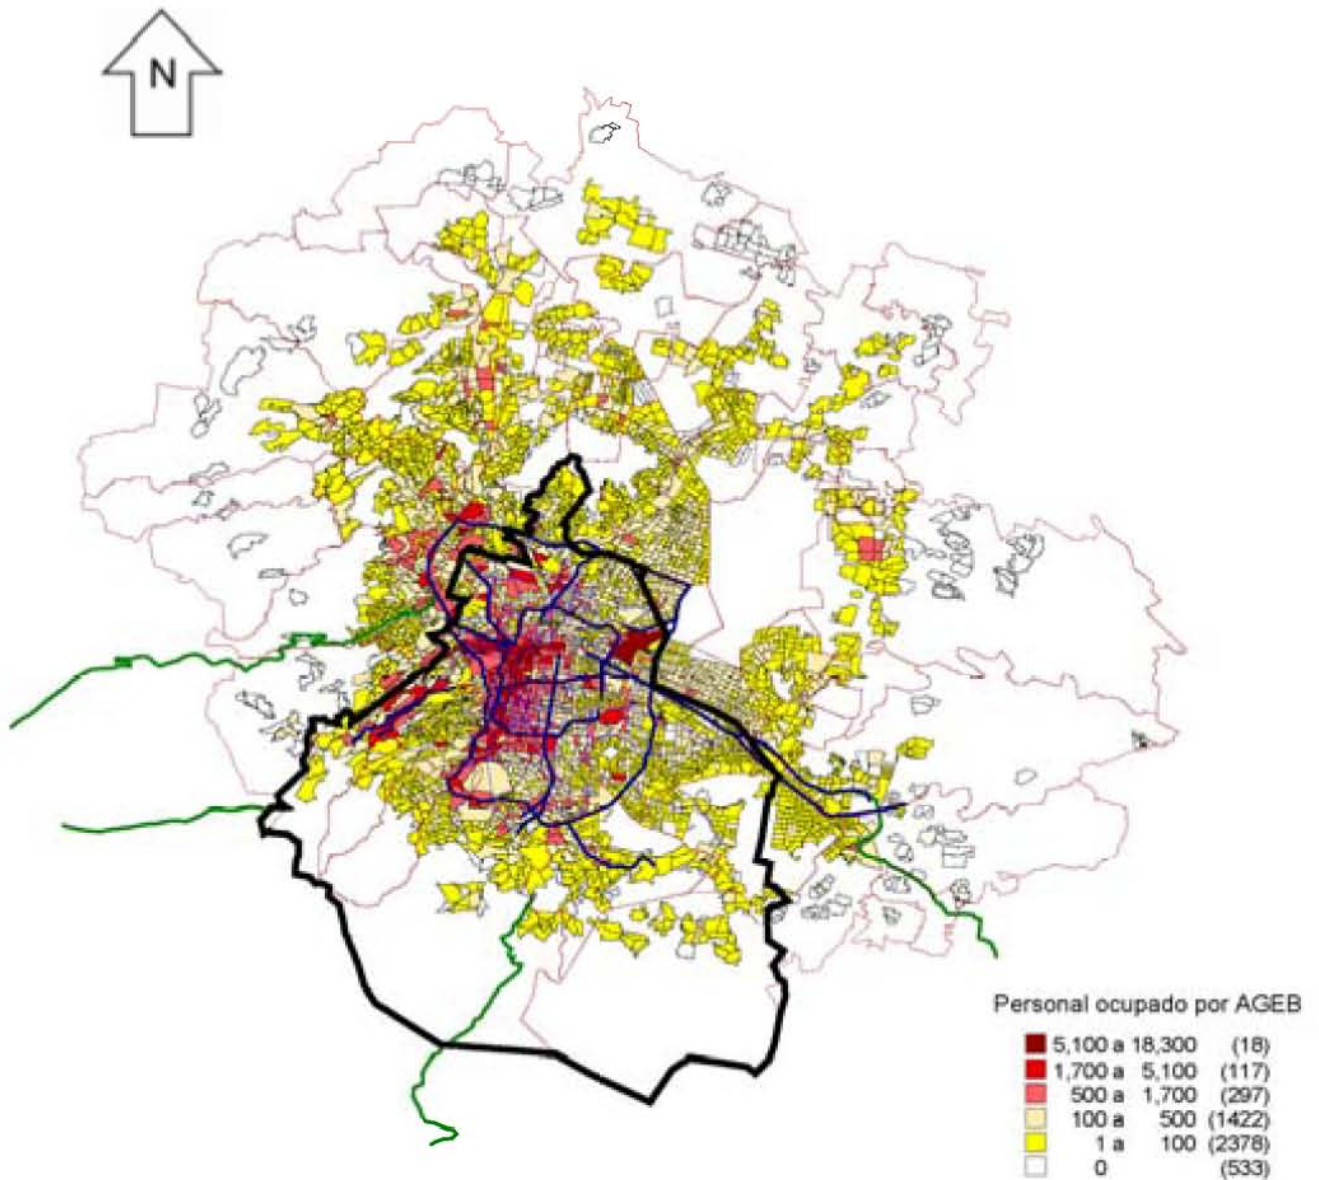 N
Personal ocupado por AGEB
5,100 a 18,300 (18)
1,700 a 5,100 (117)
500 a 1,700 (297)
100 a 500 (1422)
1 a 100 (2378)
0 (533)